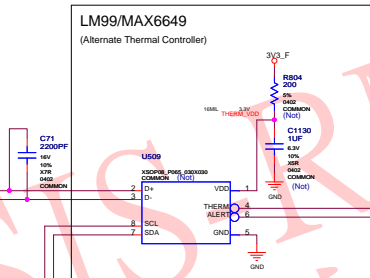 LM99/MAX6649
(Alternate Thermal Controller)
3V3_F
R804
200
5%
0402
COMMON
(Not)
16MIL
3.3V
THERM_VDD
C71
2200PF
16V
10%
X7R
0402
COMMON
C1130
1UF
6.3V
10%
X5R
0402
COMMON
(Not)
GND
U509
XSOP08_P065_030X030
COMMON
(Not)
2 D+
3 D-
VDD 1
THERM 4
ALERT 6
8 SCL
7 SDA
GND 5
GND